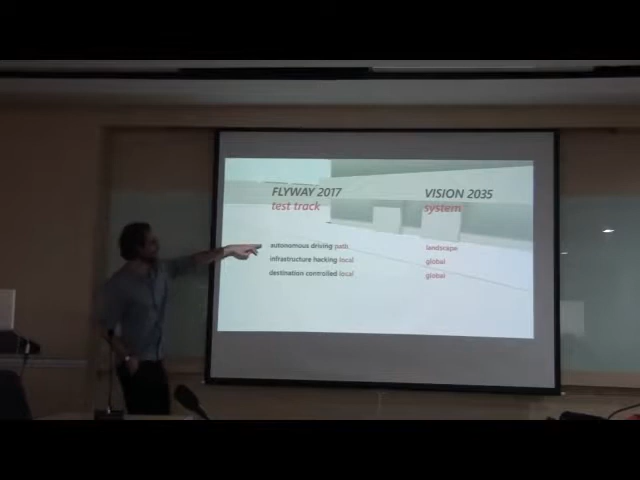 FLYWAY 2017
test track
autonomous driving path
infrastructure hacking local
destination controlled local
VISION 2035
system
landscape
global
global